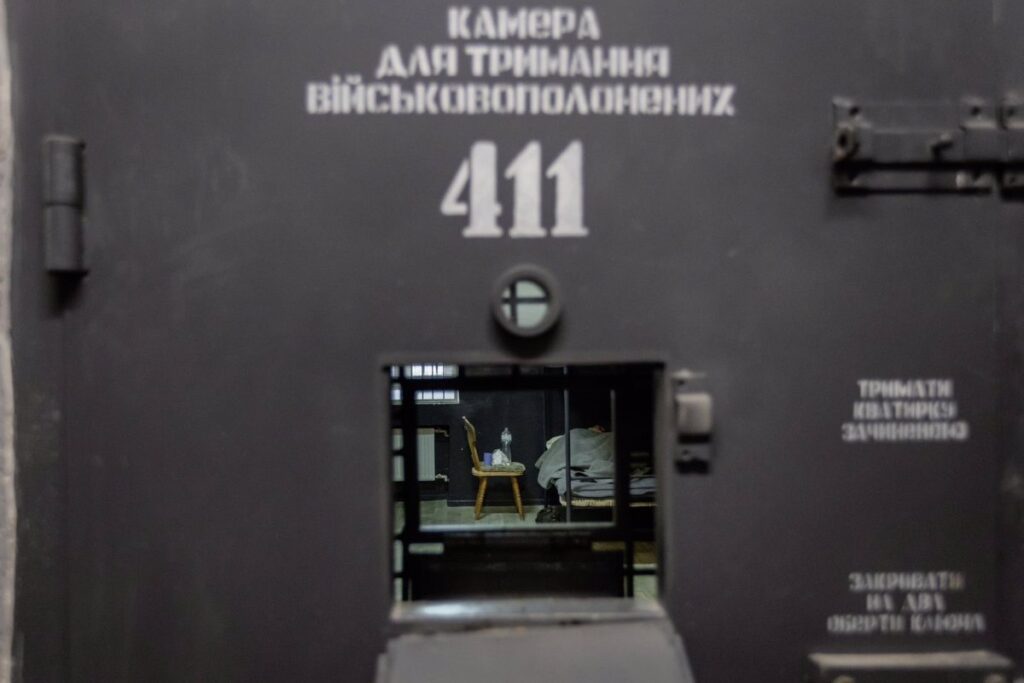 КАМЕРА
ДЛЯ ТРИМАННЯ
ВІЙСЬКОВОПОЛОНЕНИХ
411
ТРИМАТИ
КВАТИРКУ
ЗАЧИНЕНОЮ
ЗАКРИВАТИ
НА ДВА
ОБЕРТИ КЛЮЧА